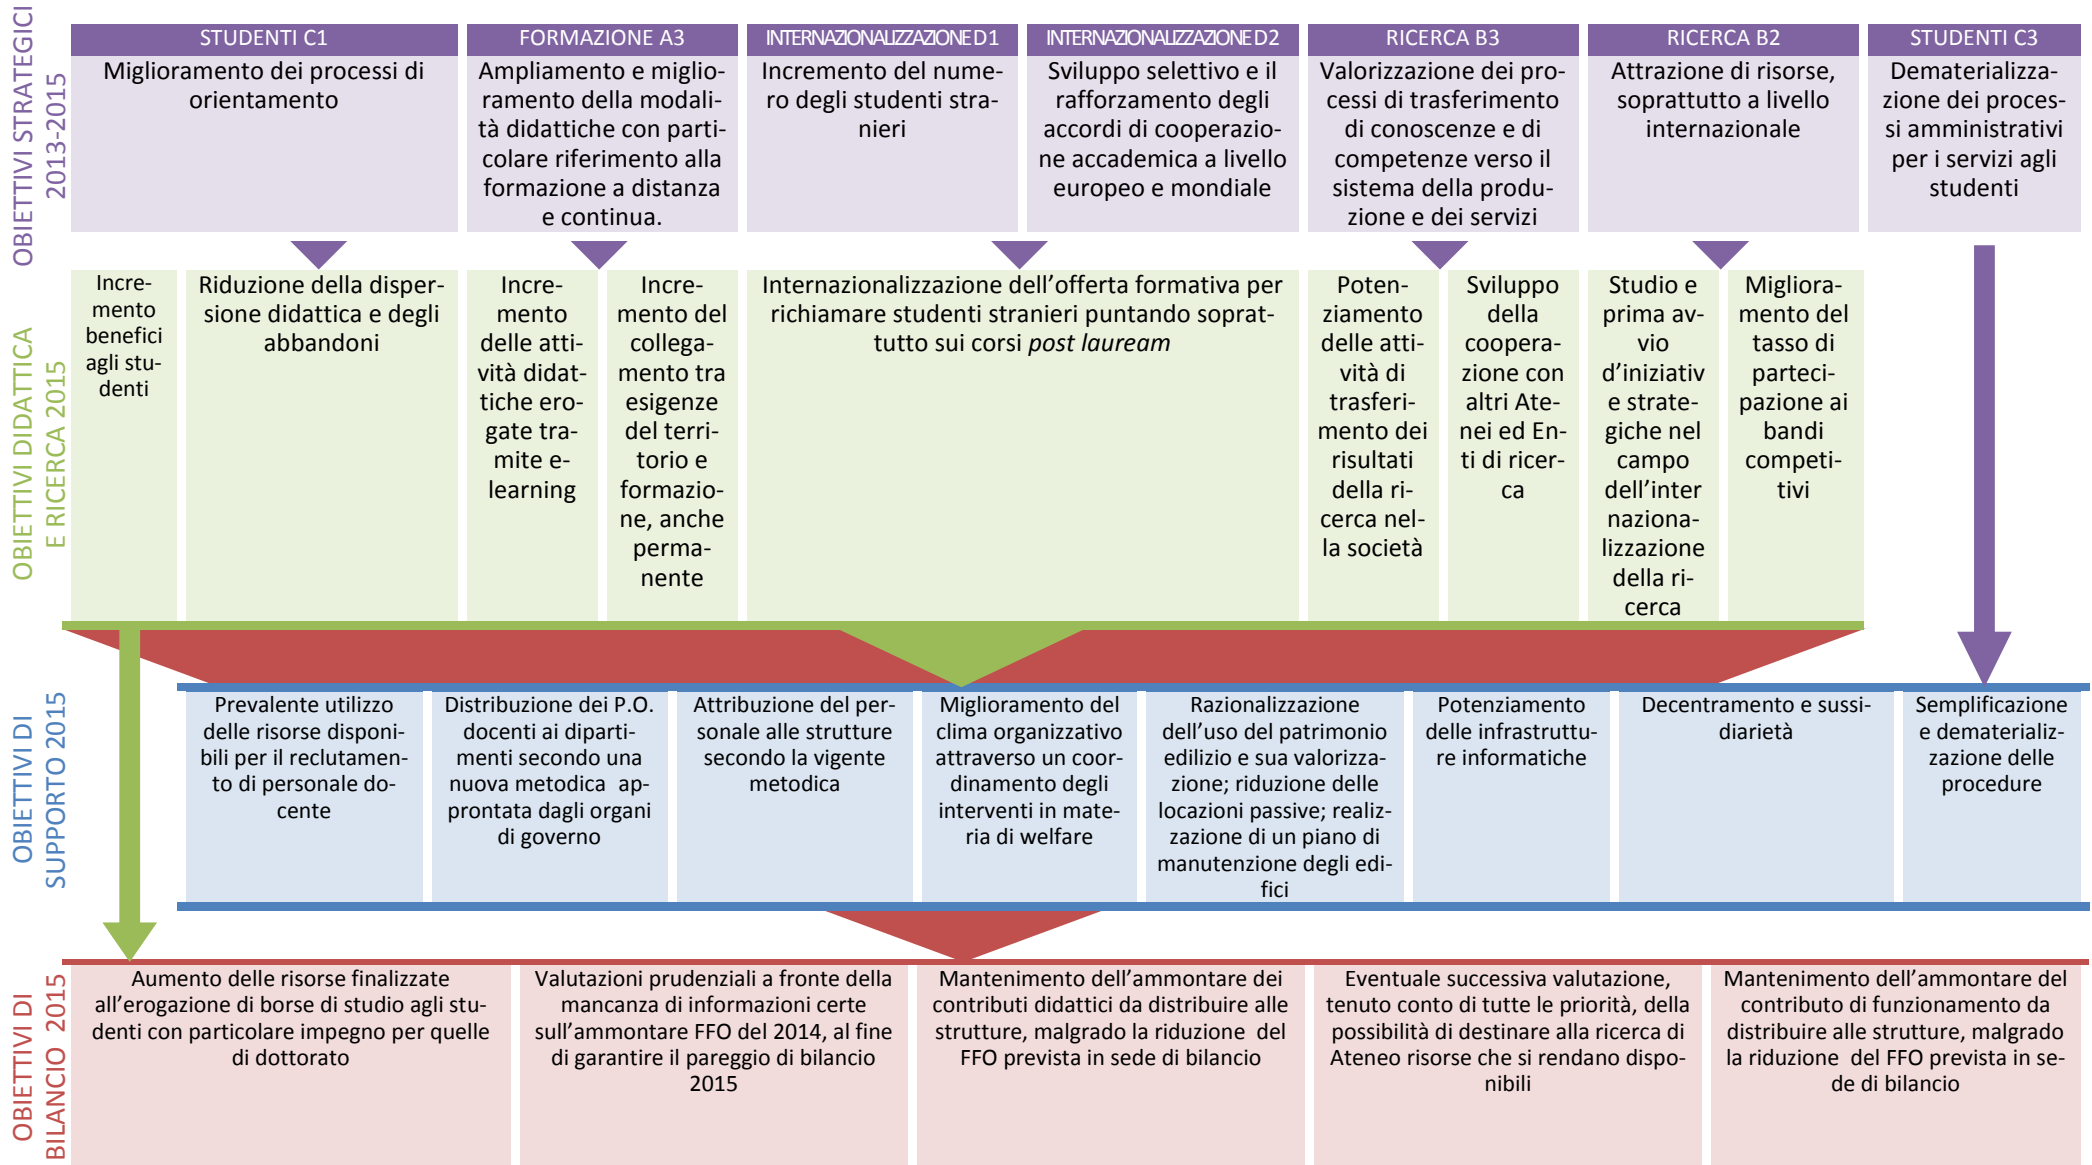 OBIETTIVI STRATEGICI
2013-2015
STUDENTI C1
Miglioramento dei processi di
orientamento
FORMAZIONE A3
Ampliamento e miglio-
ramento della modali-
tà didattiche con parti-
colare riferimento alla
formazione a distanza
e continua.
INTERNAZIONALIZZAZIONE D1
Incremento del nume-
ro degli studenti stra-
nieri
INTERNAZIONALIZZAZIONE D2
Sviluppo selettivo e il
rafforzamento degli
accordi di cooperazio-
ne accademica a livello
europeo e mondiale
RICERCA B3
Valorizzazione dei pro-
cessi di trasferimento
di conoscenze e di
competenze verso il
sistema della produ-
zione e dei servizi
RICERCA B2
Attrazione di risorse,
soprattutto a livello
internazionale
STUDENTI C3
Dematerializza-
zione dei proces-
si amministrativi
per i servizi agli
studenti
OBIETTIVI DIDATTICA
E RICERCA 2015
Incre-
mento
benefici
agli stu-
denti
Riduzione della disper-
sione didattica e degli
abbandoni
Incre-
mento
delle atti-
vità didat-
tiche ero-
gate tra-
mite e-
learning
Incre-
mento del
collega-
mento tra
esigenze
del terri-
torio e
formazio-
ne, anche
perma-
nente
Internazionalizzazione dell’offerta formativa per
richiamare studenti stranieri puntando soprat-
tutto sui corsi post lauream
Poten-
ziamento
delle atti-
vità di
trasferi-
mento dei
risultati
della ri-
cerca nel-
la società
Sviluppo
della
coopera-
zione con
altri Ate-
nei ed En-
ti di ricer-
ca
Studio e
prima av-
vio
d’iniziativ
e strate-
giche nel
campo
dell’inter
naziona-
lizzazione
della ri-
cerca
Migliora-
mento del
tasso di
parteci-
pazione ai
bandi
competi-
tivi
OBIETTIVI DI
SUPPORTO 2015
Prevalente utilizzo
delle risorse disponi-
bili per il reclutamen-
to di personale do-
cente
Distribuzione dei P.O.
docenti ai diparti-
menti secondo una
nuova metodica ap-
prontata dagli organi
di governo
Attribuzione del per-
sonale alle strutture
secondo la vigente
metodica
Miglioramento del
clima organizzativo
attraverso un coor-
dinamento degli
interventi in mate-
ria di welfare
Razionalizzazione
dell’uso del patrimonio
edilizio e sua valorizza-
zione; riduzione delle
locazioni passive; realiz-
zazione di un piano di
manutenzione degli edi-
fici
Potenziamento
delle infrastruttu-
re informatiche
Decentramento e sussi-
diarietà
Semplificazione
e dematerializ-
zazione delle
procedure
OBIETTIVI DI
BILANCIO 2015
Aumento delle risorse finalizzate
all’erogazione di borse di studio agli stu-
denti con particolare impegno per quelle
di dottorato
Valutazioni prudenziali a fronte della
mancanza di informazioni certe
sull’ammontare FFO del 2014, al fine
di garantire il pareggio di bilancio
2015
Mantenimento dell’ammontare dei
contributi didattici da distribuire alle
strutture, malgrado la riduzione del
FFO prevista in sede di bilancio
Eventuale successiva valutazione,
tenuto conto di tutte le priorità, della
possibilità di destinare alla ricerca di
Ateneo risorse che si rendano dispo-
nibili
Mantenimento dell’ammontare del
contributo di funzionamento da
distribuire alle strutture, malgrado
la riduzione del FFO prevista in se-
de di bilancio